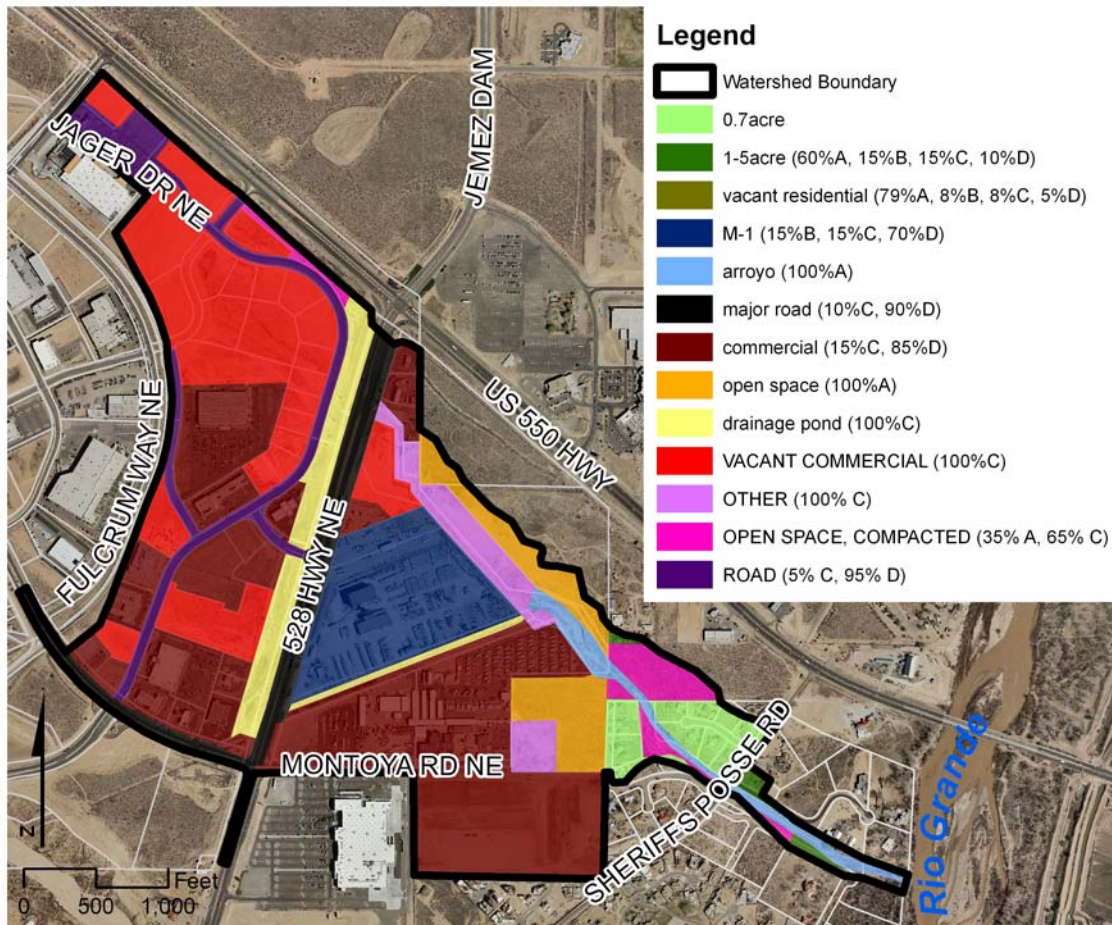 Legend
Watershed Boundary
0.7acre
1-5acre (60%A, 15%B, 15%C, 10%D)
vacant residential (79%A, 8%B, 8%C, 5%D)
M-1 (15%B, 15%C, 70%D)
arroyo (100%A)
major road (10%C, 90%D)
commercial (15%C, 85%D)
open space (100%A)
drainage pond (100%C)
VACANT COMMERCIAL (100%C)
OTHER (100% C)
OPEN SPACE, COMPACTED (35% A, 65% C)
ROAD (5% C, 95% D)
JAGER DR NE
JEMEZ DAM
US 550 HWY
FULCRUM WAY NE
528 HWY NE
MONTOYA RD NE
SHERIFFS POSSE RD
Rio Grande
N
Feet
0 500 1,000